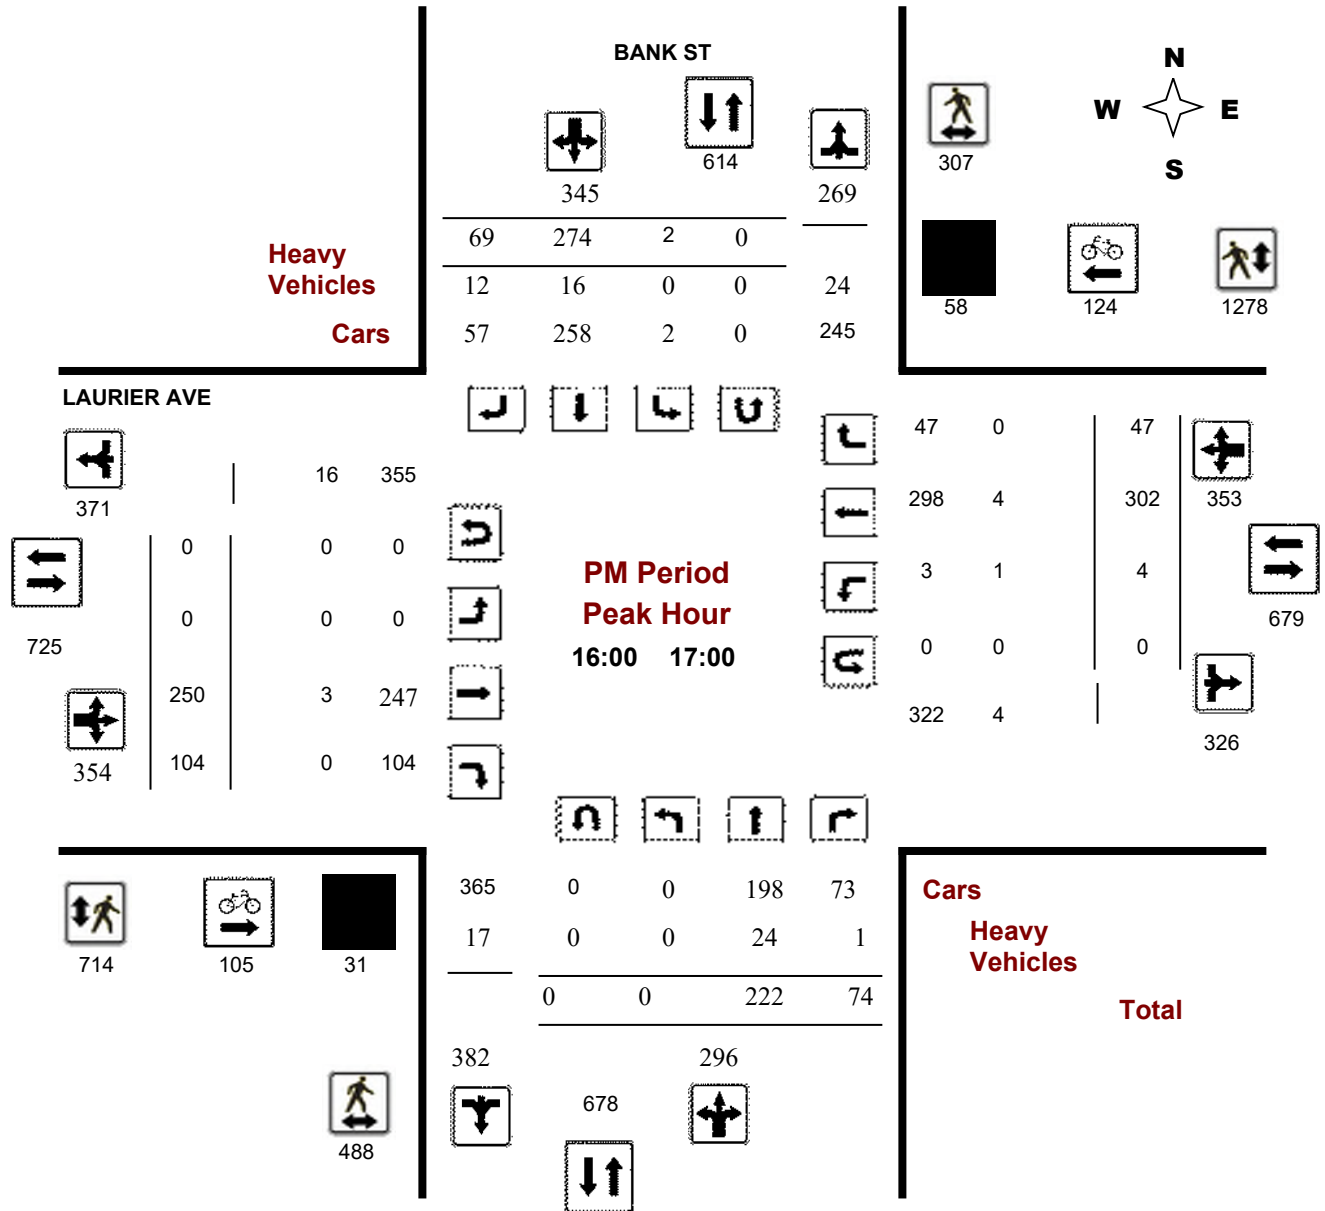 BANK ST
N
W E
S
614
307
345
269
69 274 2 0
Heavy
Vehicles
12 16 0 0 24
58 124 1278
Cars 57 258 2 0 245
LAURIER AVE
47 0 47
16 355
371
298 4 302 353
0 0 0
PM Period
3 1 4
Peak Hour
0 0 0
679
725
16:00 17:00
0 0 0
250 3 247
322 4
326
354 104 0 104
365 0 0 198 73 Cars
17 0 0 24 1 Heavy
Vehicles
714 105 31
0 0 222 74 Total
382 296
678
488